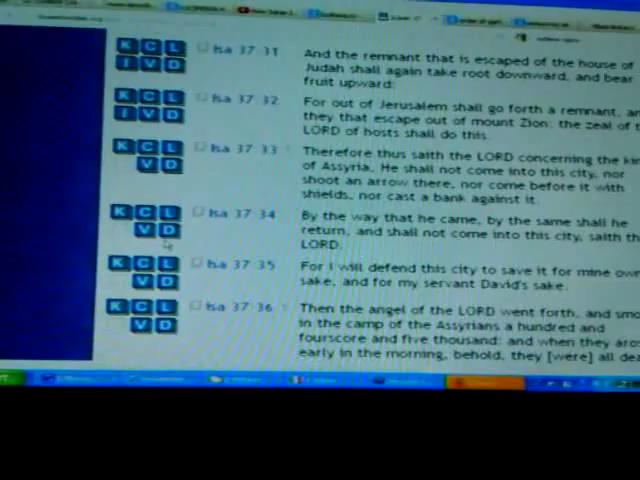 K C L
I V D
Isa 37 31
And the remnant that is escaped of the house of
Judah shall again take root downward, and bear
fruit upward:
K C L
I V D
Isa 37 32
For out of Jerusalem shall go forth a remnant, an
they that escape out of mount Zion: the zeal of t
LORD of hosts shall do this.
K C L
V D
Isa 37 33
Therefore thus saith the LORD concerning the kin
of Assyria, He shall not come into this city, nor
shoot an arrow there, nor come before it with
shields, nor cast a bank against it.
K C L
V D
Isa 37 34
By the way that he came, by the same shall he
return, and shall not come into this city, saith th
LORD.
K C L
V D
Isa 37 35
For I will defend this city to save it for mine own
sake, and for my servant David's sake.
K C L
V D
Isa 37 36
Then the angel of the LORD went forth, and smo
in the camp of the Assyrians a hundred and
fourscore and five thousand: and when they aros
early in the morning, behold, they [were] all dea